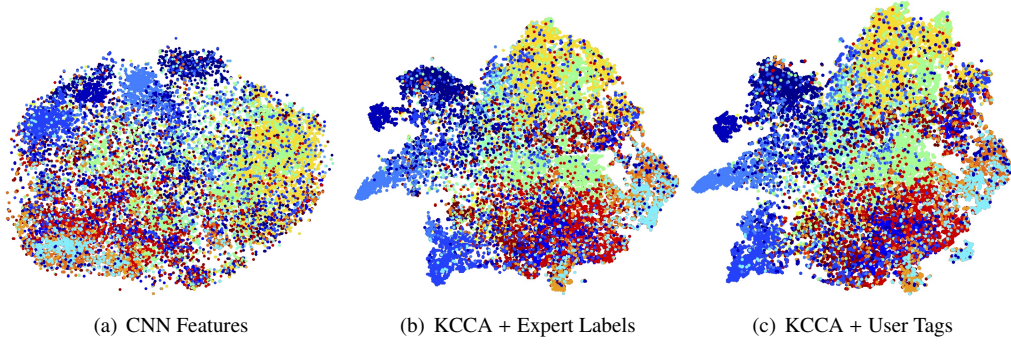 (a) CNN Features
(b) KCCA + Expert Labels
(c) KCCA + User Tags